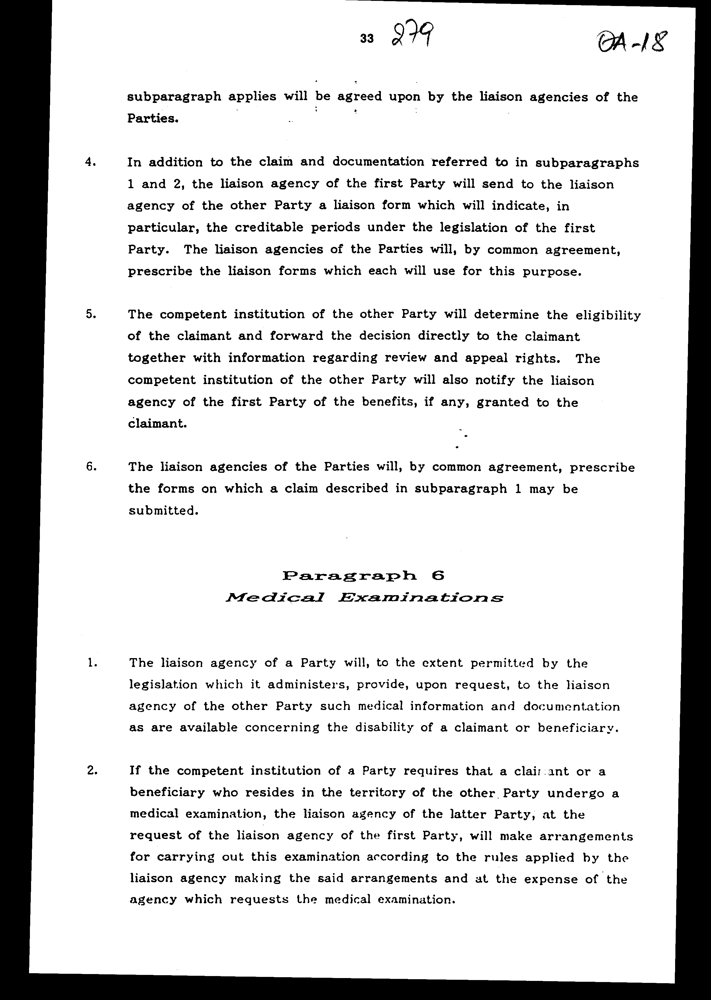 33 279 OA-18
subparagraph applies will be agreed upon by the liaison agencies of the
Parties.
4. In addition to the claim and documentation referred to in subparagraphs
1 and 2, the liaison agency of the first Party will send to the liaison
agency of the other Party a liaison form which will indicate, in
particular, the creditable periods under the legislation of the first
Party. The liaison agencies of the Parties will, by common agreement,
prescribe the liaison forms which each will use for this purpose.
5. The competent institution of the other Party will determine the eligibility
of the claimant and forward the decision directly to the claimant
together with information regarding review and appeal rights. The
competent institution of the other Party will also notify the liaison
agency of the first Party of the benefits, if any, granted to the
claimant.
6. The liaison agencies of the Parties will, by common agreement, prescribe
the forms on which a claim described in subparagraph 1 may be
submitted.
Paragraph 6
Medical Examinations
1. The liaison agency of a Party will, to the extent permitted by the
legislation which it administers, provide, upon request, to the liaison
agency of the other Party such medical information and documentation
as are available concerning the disability of a claimant or beneficiary.
2. If the competent institution of a Party requires that a claimant or a
beneficiary who resides in the territory of the other Party undergo a
medical examination, the liaison agency of the latter Party, at the
request of the liaison agency of the first Party, will make arrangements
for carrying out this examination according to the rules applied by the
liaison agency making the said arrangements and at the expense of the
agency which requests the medical examination.